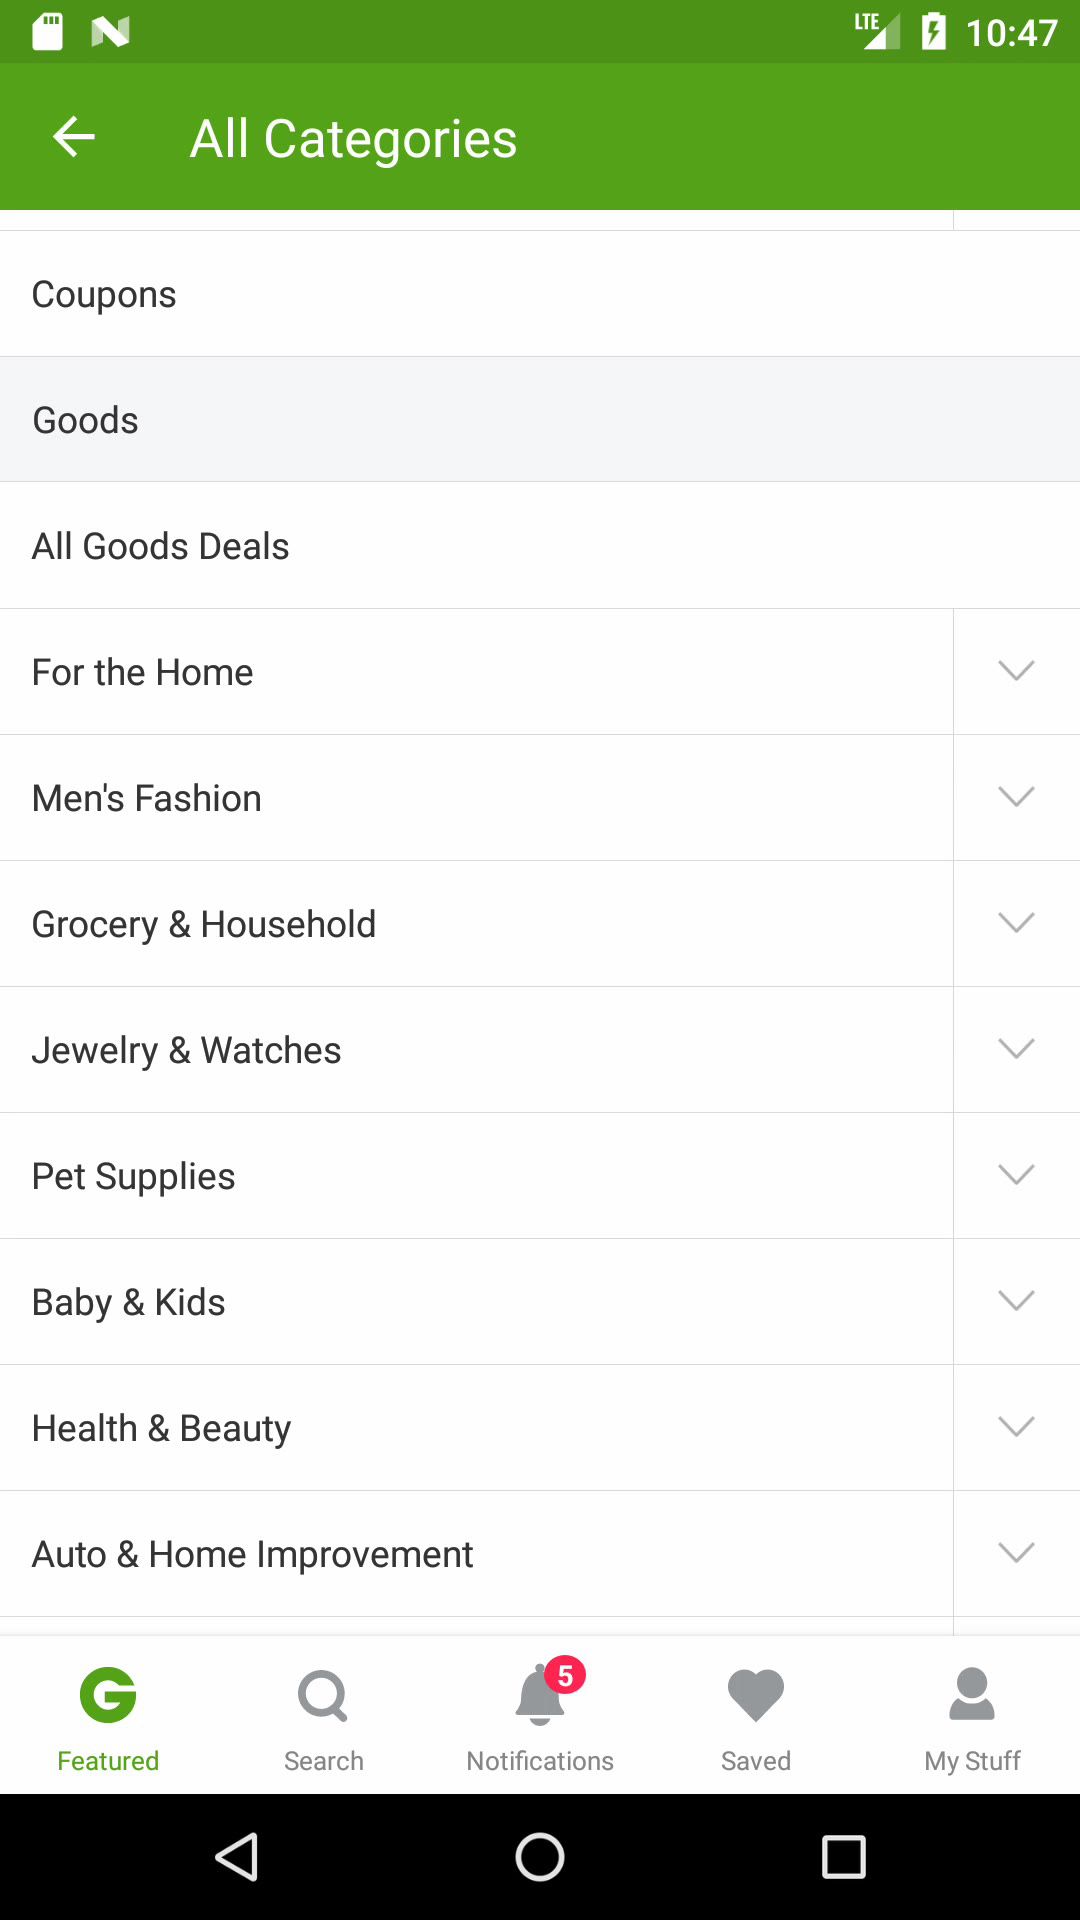 LTE 10:47
All Categories
Coupons
Goods
All Goods Deals
For the Home
Men's Fashion
Grocery & Household
Jewelry & Watches
Pet Supplies
Baby & Kids
Health & Beauty
Auto & Home Improvement
5
Featured Search Notifications Saved My Stuff